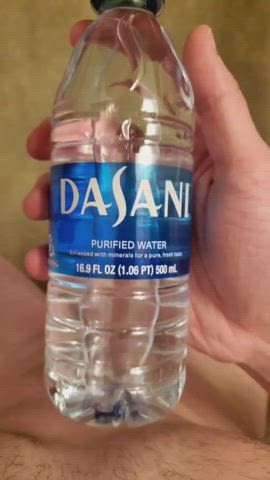 DASANI
PURIFIED WATER
Enhanced with minerals for a pure, fresh taste
16.9 FL OZ (1.06 PT) 500 mL